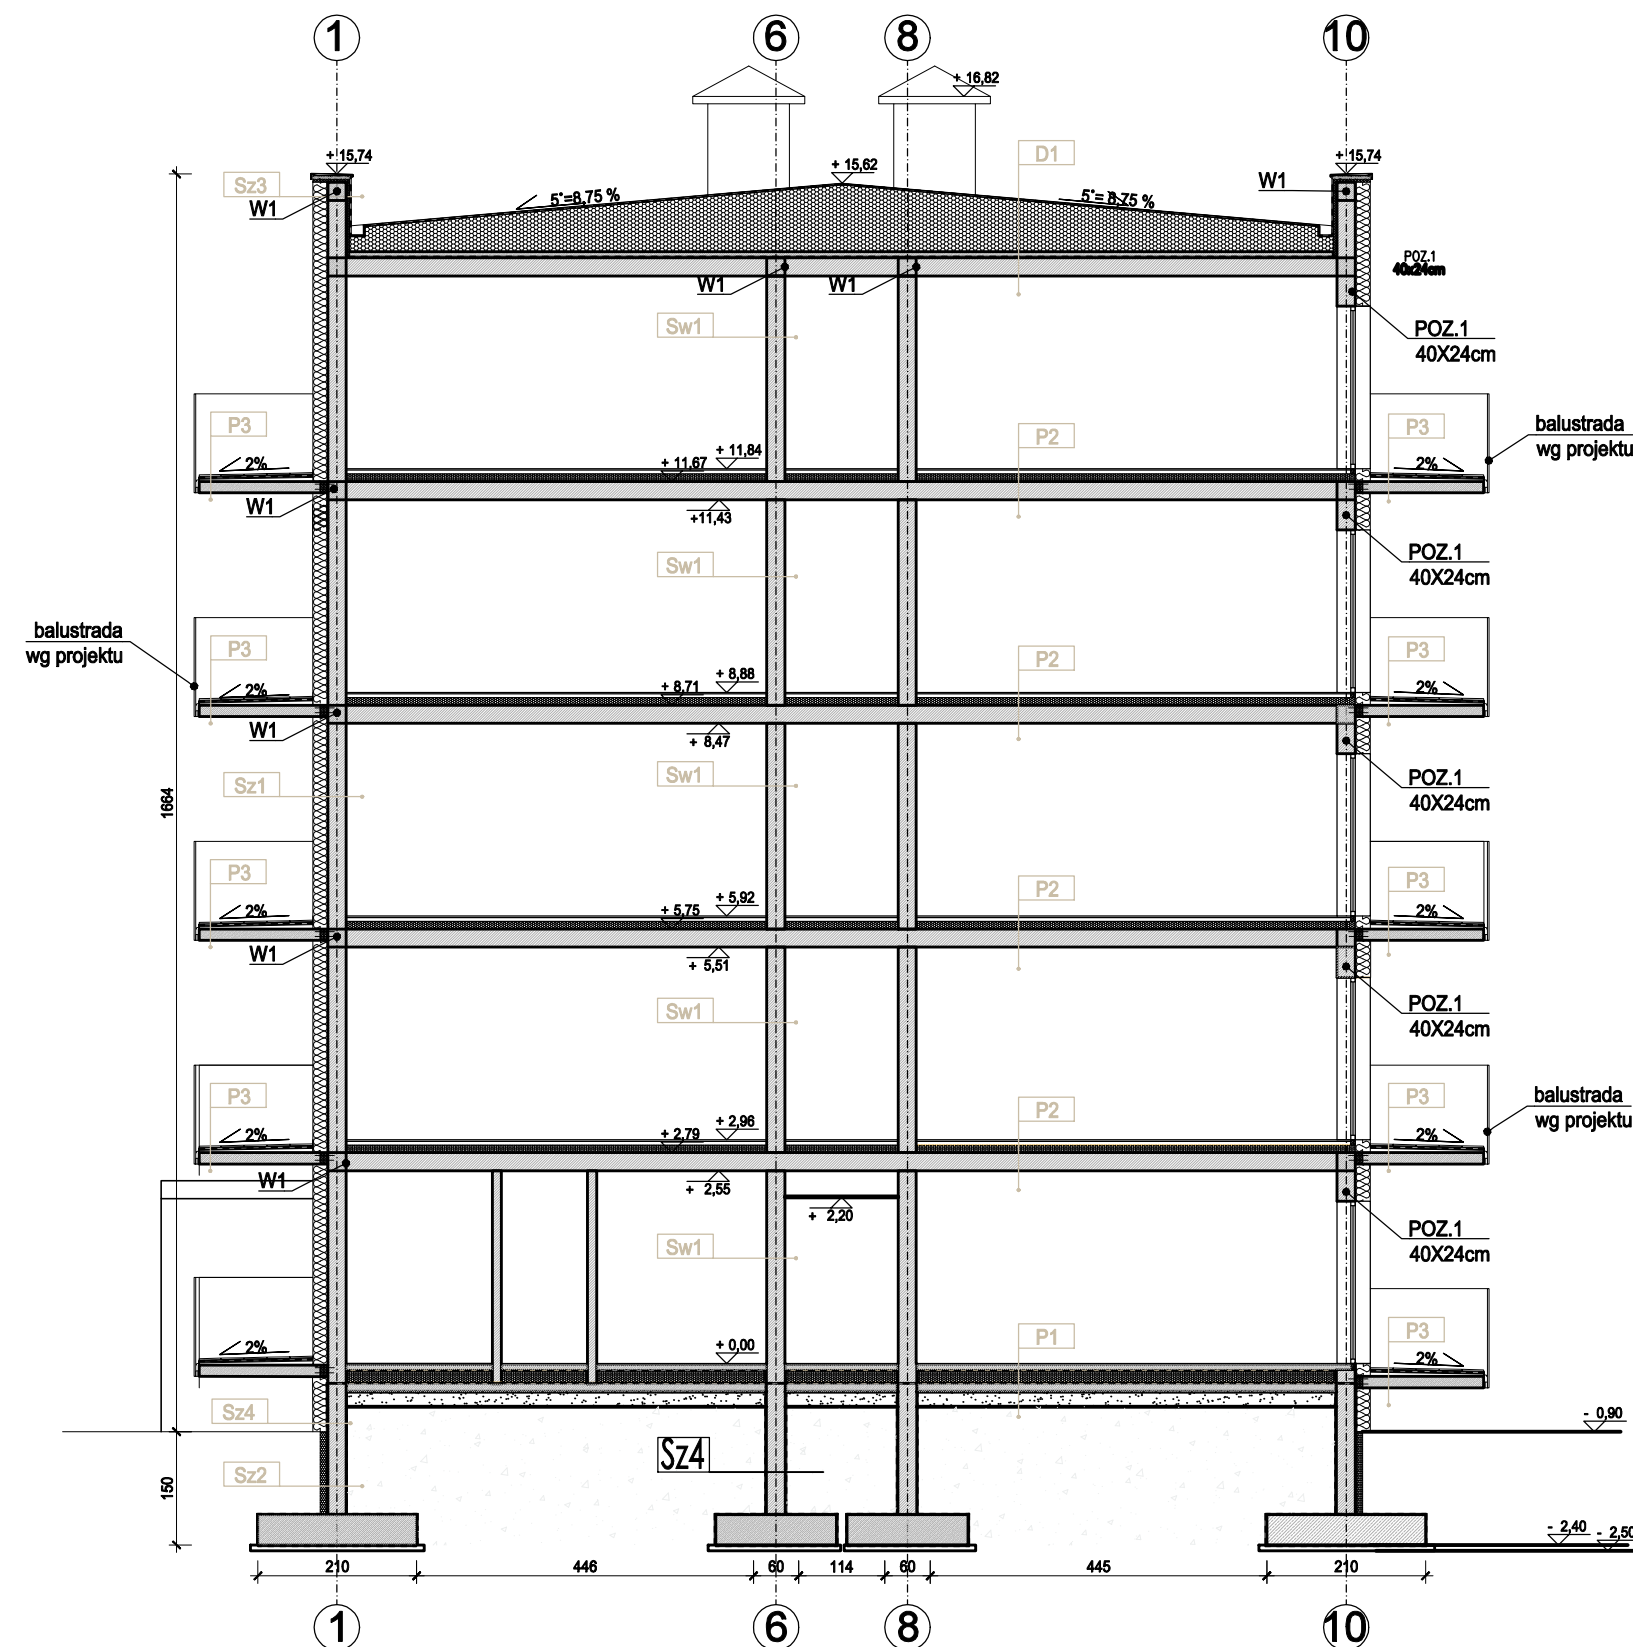 1
6
8
10
+ 16,82
+ 15,74
+ 15,62
+ 15,74
D1
Sz3
W1
W1
5°=8,75 %
5°=8,75 %
POZ.1
40x24cm
W1
W1
Sw1
POZ.1
40X24cm
P3
P2
P3
balustrada
wg projektu
2%
+ 11,84
+ 11,67
2%
W1
+11,43
POZ.1
40X24cm
Sw1
balustrada
wg projektu
P3
P2
P3
2%
+ 8,88
+ 8,71
2%
W1
+ 8,47
Sz1
Sw1
POZ.1
40X24cm
1664
P3
P2
P3
2%
+ 5,92
+ 5,75
2%
W1
+ 5,51
Sw1
POZ.1
40X24cm
P3
P2
P3
balustrada
wg projektu
2%
+ 2,96
+ 2,79
2%
W1
+ 2,55
+ 2,20
Sw1
POZ.1
40X24cm
2%
+ 0,00
P1
P3
2%
Sz4
- 0,90
Sz4
Sz2
150
- 2,40
- 2,50
210
446
60
114
60
445
210
1
6
8
10